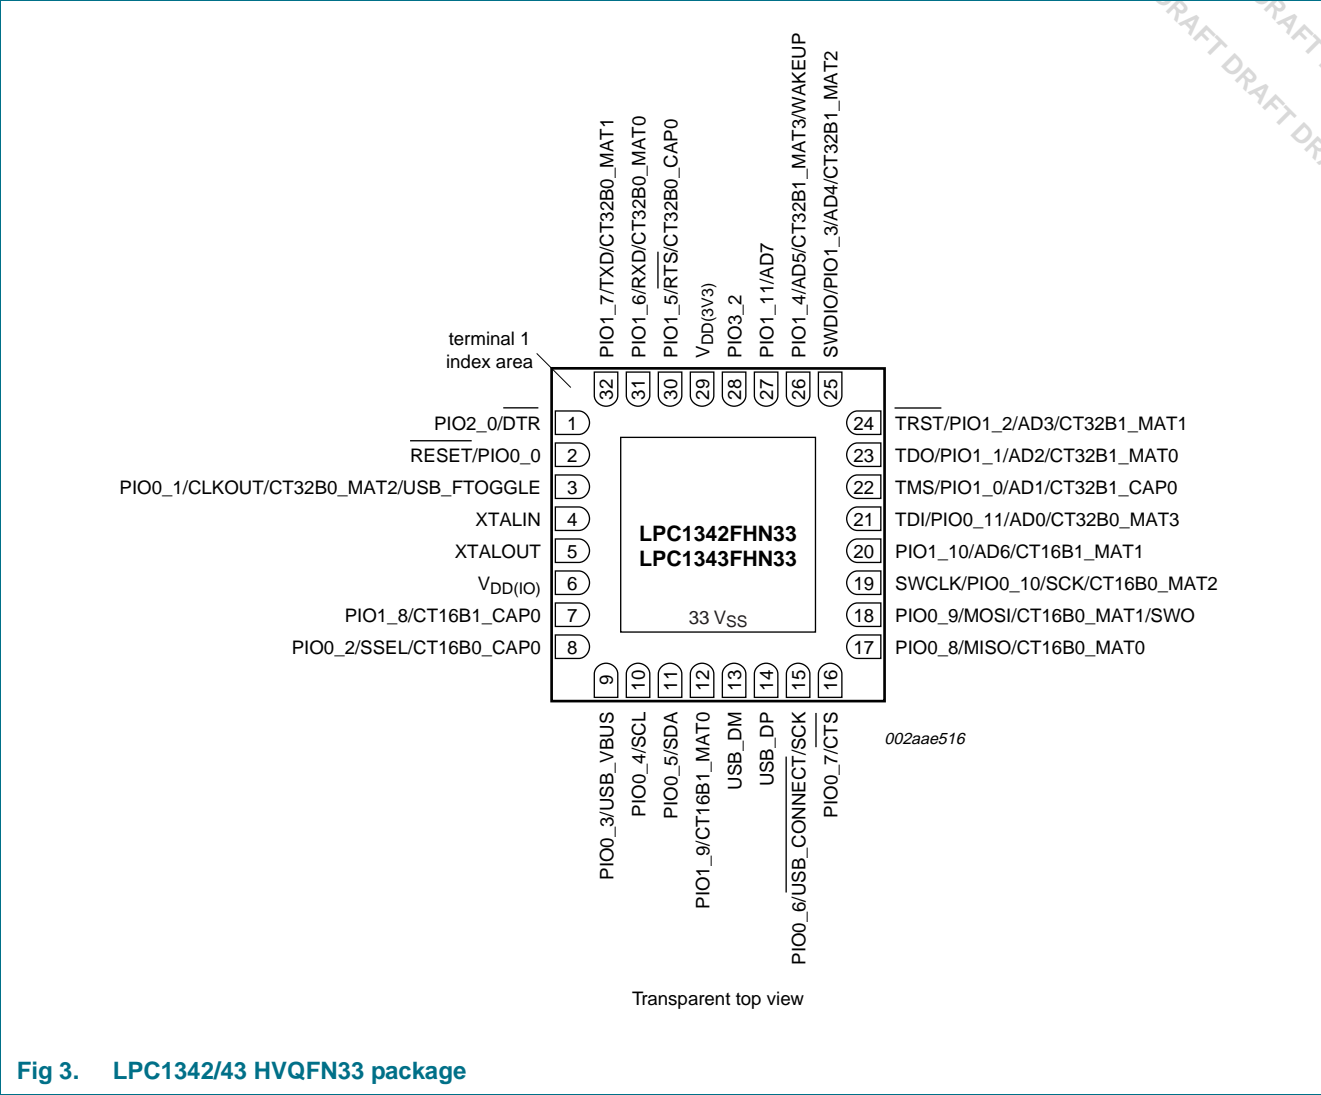 DRAFT DRAFT DRA
RAFT
PIO1_7/TXD/CT32B0_MAT1
PIO1_6/RXD/CT32B0_MAT0
PIO1_5/RTS/CT32B0_CAP0
VDD(3V3)
PIO3_2
PIO1_11/AD7
PIO1_4/AD5/CT32B1_MAT3/WAKEUP
SWDIO/PIO1_3/AD4/CT32B1_MAT2
terminal 1
index area
32 31 30 29 28 27 26 25
PIO2_0/DTR 1
RESET/PIO0_0 2
PIO0_1/CLKOUT/CT32B0_MAT2/USB_FTOGGLE 3
XTALIN 4
XTALOUT 5
VDD(IO) 6
PIO1_8/CT16B1_CAP0 7
PIO0_2/SSEL/CT16B0_CAP0 8
LPC1342FHN33
LPC1343FHN33
33 VSS
24 TRST/PIO1_2/AD3/CT32B1_MAT1
23 TDO/PIO1_1/AD2/CT32B1_MAT0
22 TMS/PIO1_0/AD1/CT32B1_CAP0
21 TDI/PIO0_11/AD0/CT32B0_MAT3
20 PIO1_10/AD6/CT16B1_MAT1
19 SWCLK/PIO0_10/SCK/CT16B0_MAT2
18 PIO0_9/MOSI/CT16B0_MAT1/SWO
17 PIO0_8/MISO/CT16B0_MAT0
9 10 11 12 13 14 15 16
PIO0_3/USB_VBUS
PIO0_4/SCL
PIO0_5/SDA
PIO1_9/CT16B1_MAT0
USB_DM
USB_DP
PIO0_6/USB_CONNECT/SCK
PIO0_7/CTS
002aae516
Transparent top view
Fig 3. LPC1342/43 HVQFN33 package